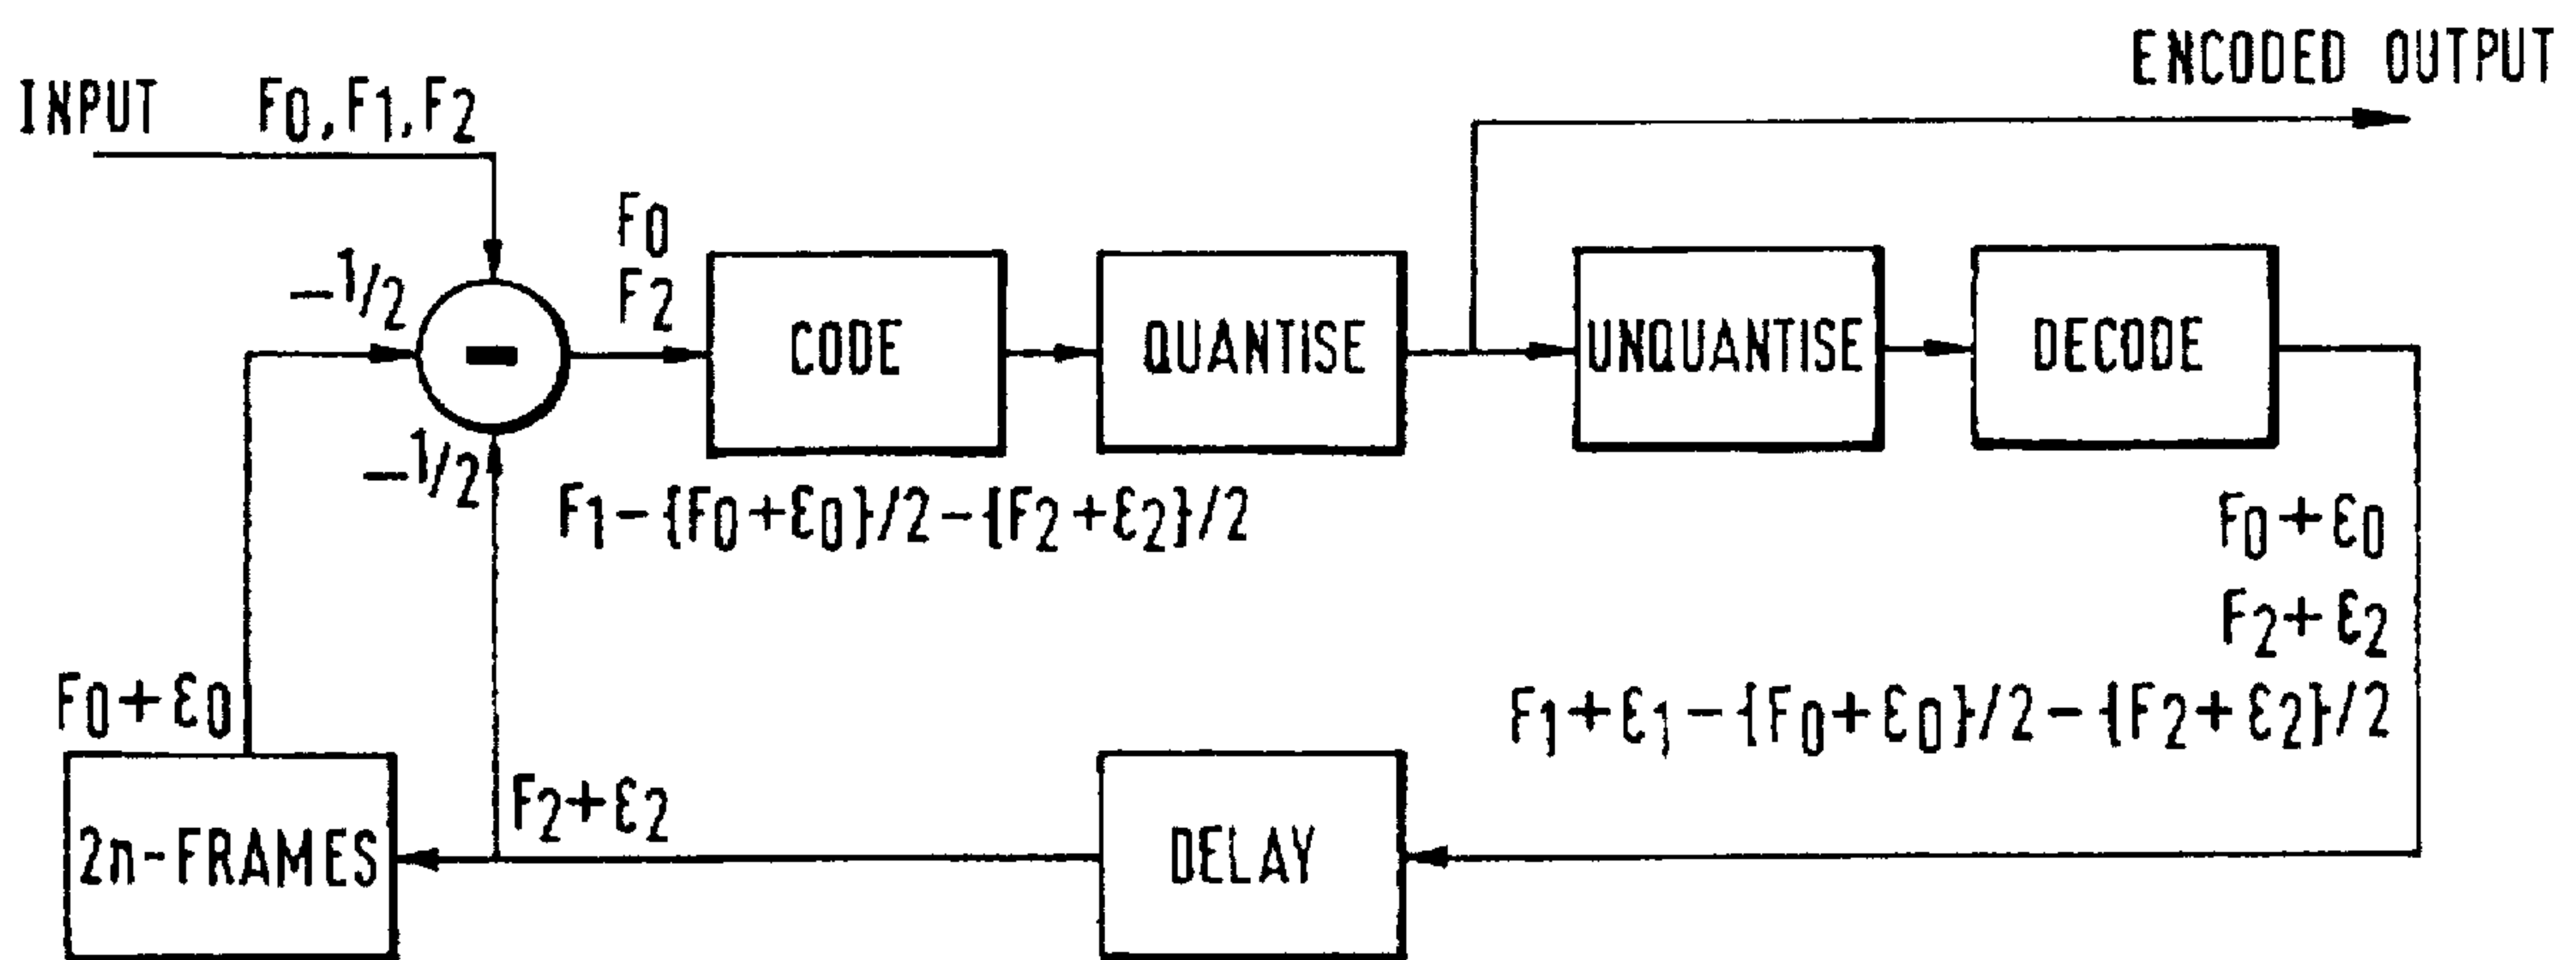 ENCODED OUTPUT
INPUT F0, F1, F2
F0
F2
−1/2
−
CODE
QUANTISE
UNQUANTISE
DECODE
−1/2
F1−{F0+ε0}/2−{F2+ε2}/2
F0+ε0
F2+ε2
F1+ε1−{F0+ε0}/2−{F2+ε2}/2
F0+ε0
F2+ε2
2n-FRAMES
DELAY